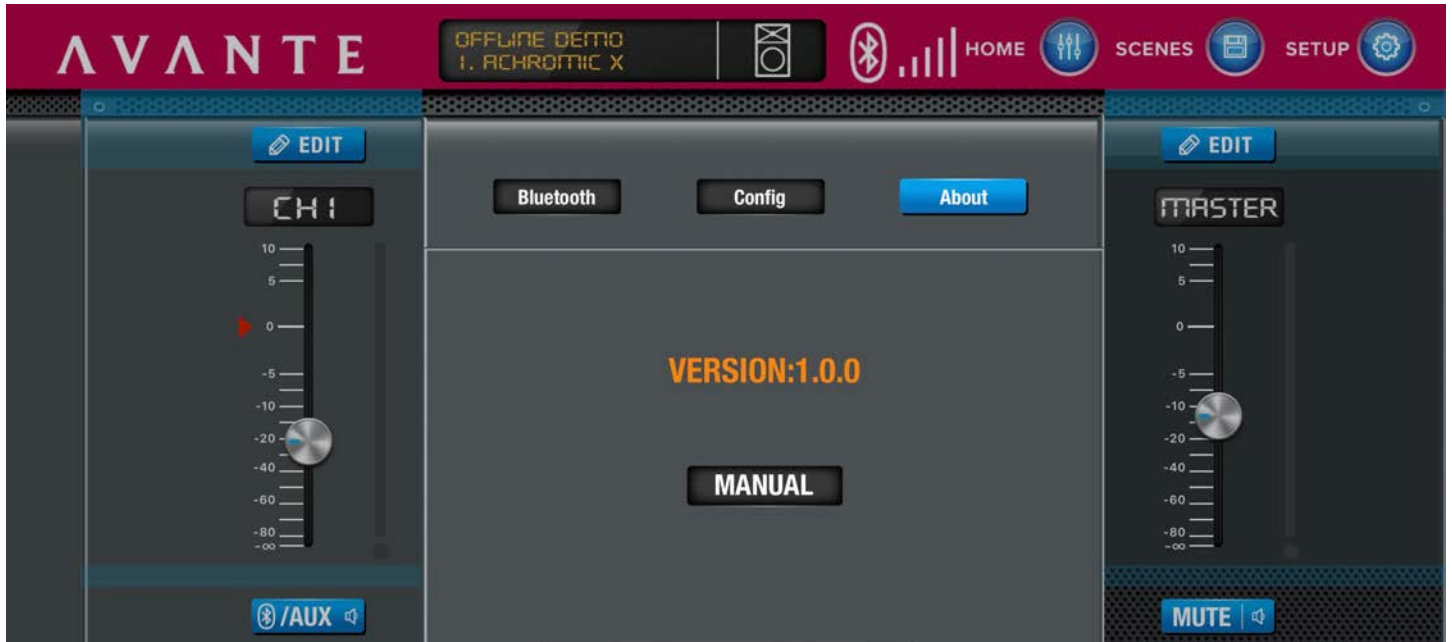 AVANTE
OFFLINE DEMO
1. ACHROMIC X
HOME
SCENES
SETUP
EDIT
CH1
10
5
0
-5
-10
-20
-40
-60
-80
-∞
/AUX
Bluetooth
Config
About
VERSION:1.0.0
MANUAL
EDIT
MASTER
10
5
0
-5
-10
-20
-40
-60
-80
-∞
MUTE